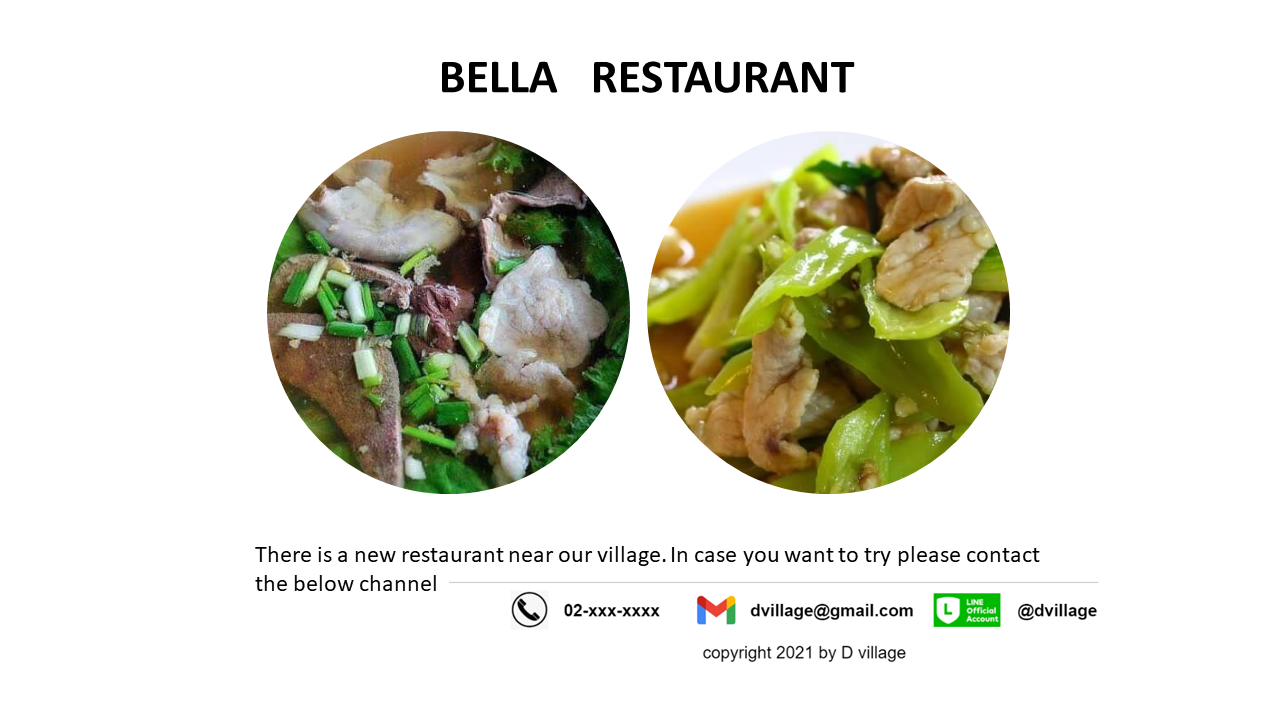 BELLA RESTAURANT
There is a new restaurant near our village. In case you want to try please contact
the below channel
02-xxx-xxxx dvillage@gmail.com LINE Official Account @dvillage
copyright 2021 by D village